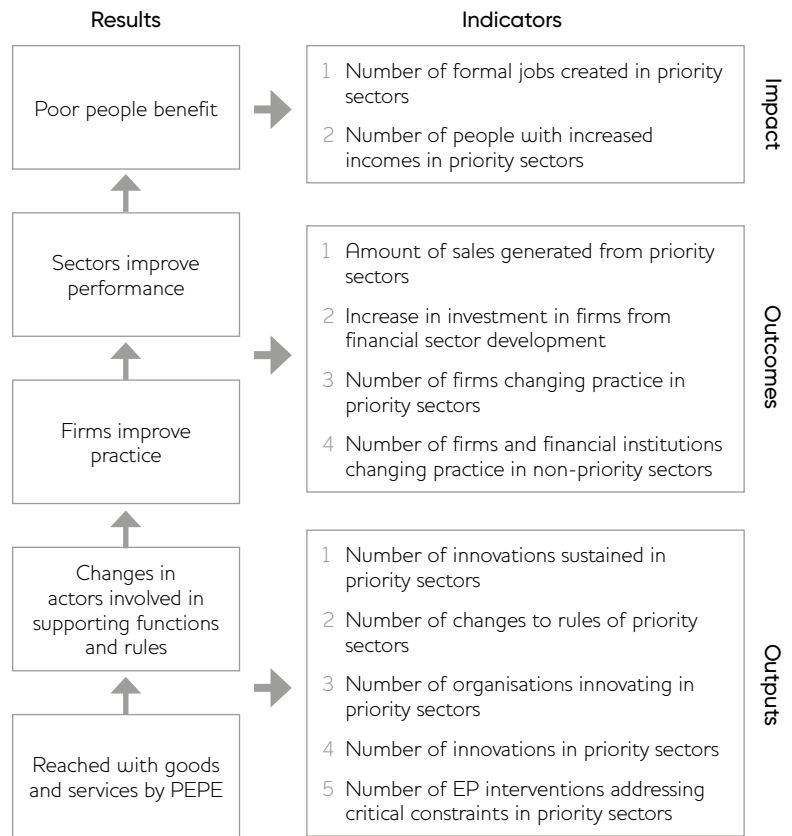 Results
Indicators
Poor people benefit
1 Number of formal jobs created in priority
sectors
2 Number of people with increased
incomes in priority sectors
Impact
Sectors improve
performance
Firms improve
practice
1 Amount of sales generated from priority
sectors
2 Increase in investment in firms from
financial sector development
3 Number of firms changing practice in
priority sectors
4 Number of firms and financial institutions
changing practice in non-priority sectors
Outcomes
Changes in
actors involved in
supporting functions
and rules
Reached with goods
and services by PEPE
1 Number of innovations sustained in
priority sectors
2 Number of changes to rules of priority
sectors
3 Number of organisations innovating in
priority sectors
4 Number of innovations in priority sectors
5 Number of EP interventions addressing
critical constraints in priority sectors
Outputs